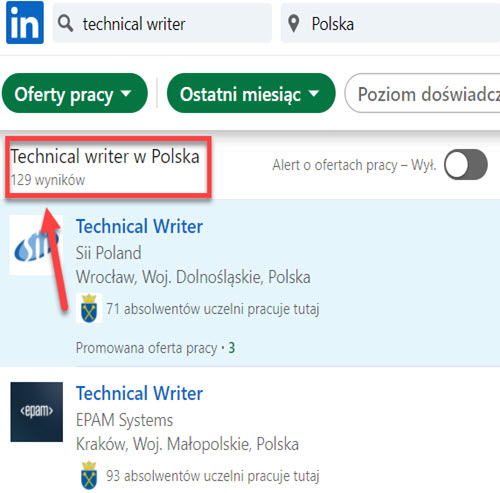 in
technical writer
Polska
Oferty pracy
Ostatni miesiąc
Poziom doświadcz
Technical writer w Polska
129 wyników
Alert o ofertach pracy – Wył.
Technical Writer
Sii Poland
Wrocław, Woj. Dolnośląskie, Polska
71 absolwentów uczelni pracuje tutaj
Promowana oferta pracy · 3
<epam>
Technical Writer
EPAM Systems
Kraków, Woj. Małopolskie, Polska
93 absolwentów uczelni pracuje tutaj